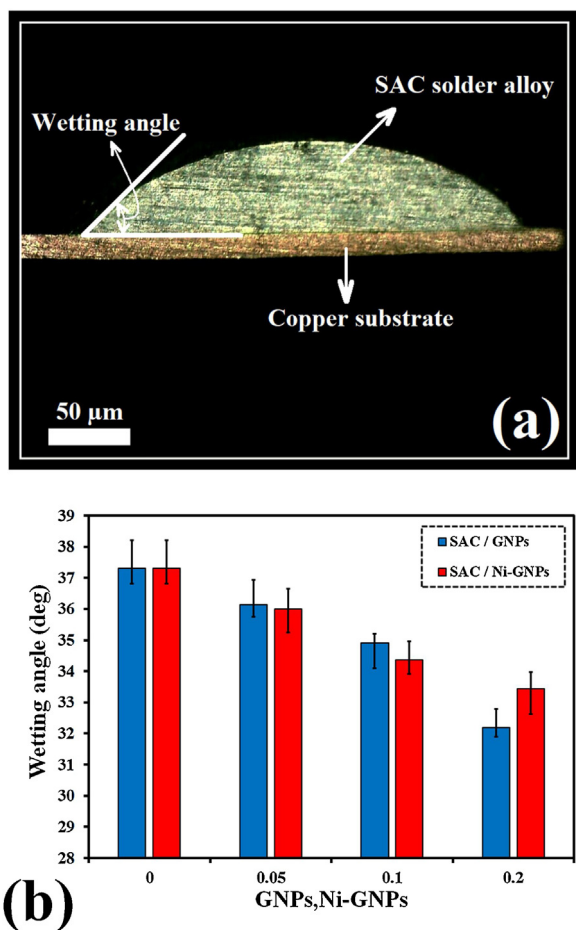 SAC solder alloy
Wetting angle
Copper substrate
50 µm
(a)
39
38
37
36
35
34
33
32
31
30
29
28
Wetting angle (deg)
SAC / GNPs
SAC / Ni-GNPs
0 0.05 0.1 0.2
GNPs,Ni-GNPs
(b)